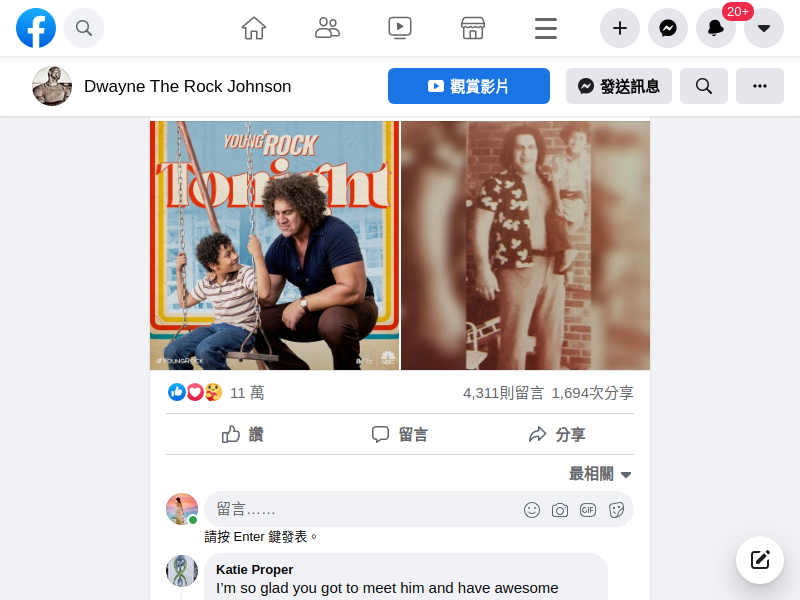 20+
Dwayne The Rock Johnson
觀賞影片
發送訊息
YOUNG ROCK
Tonight
#YOUNGROCK
8/7c
NBC
11 萬
4,311則留言 1,694次分享
讚
留言
分享
最相關
留言……
GIF
請按 Enter 鍵發表。
Katie Proper
I'm so glad you got to meet him and have awesome